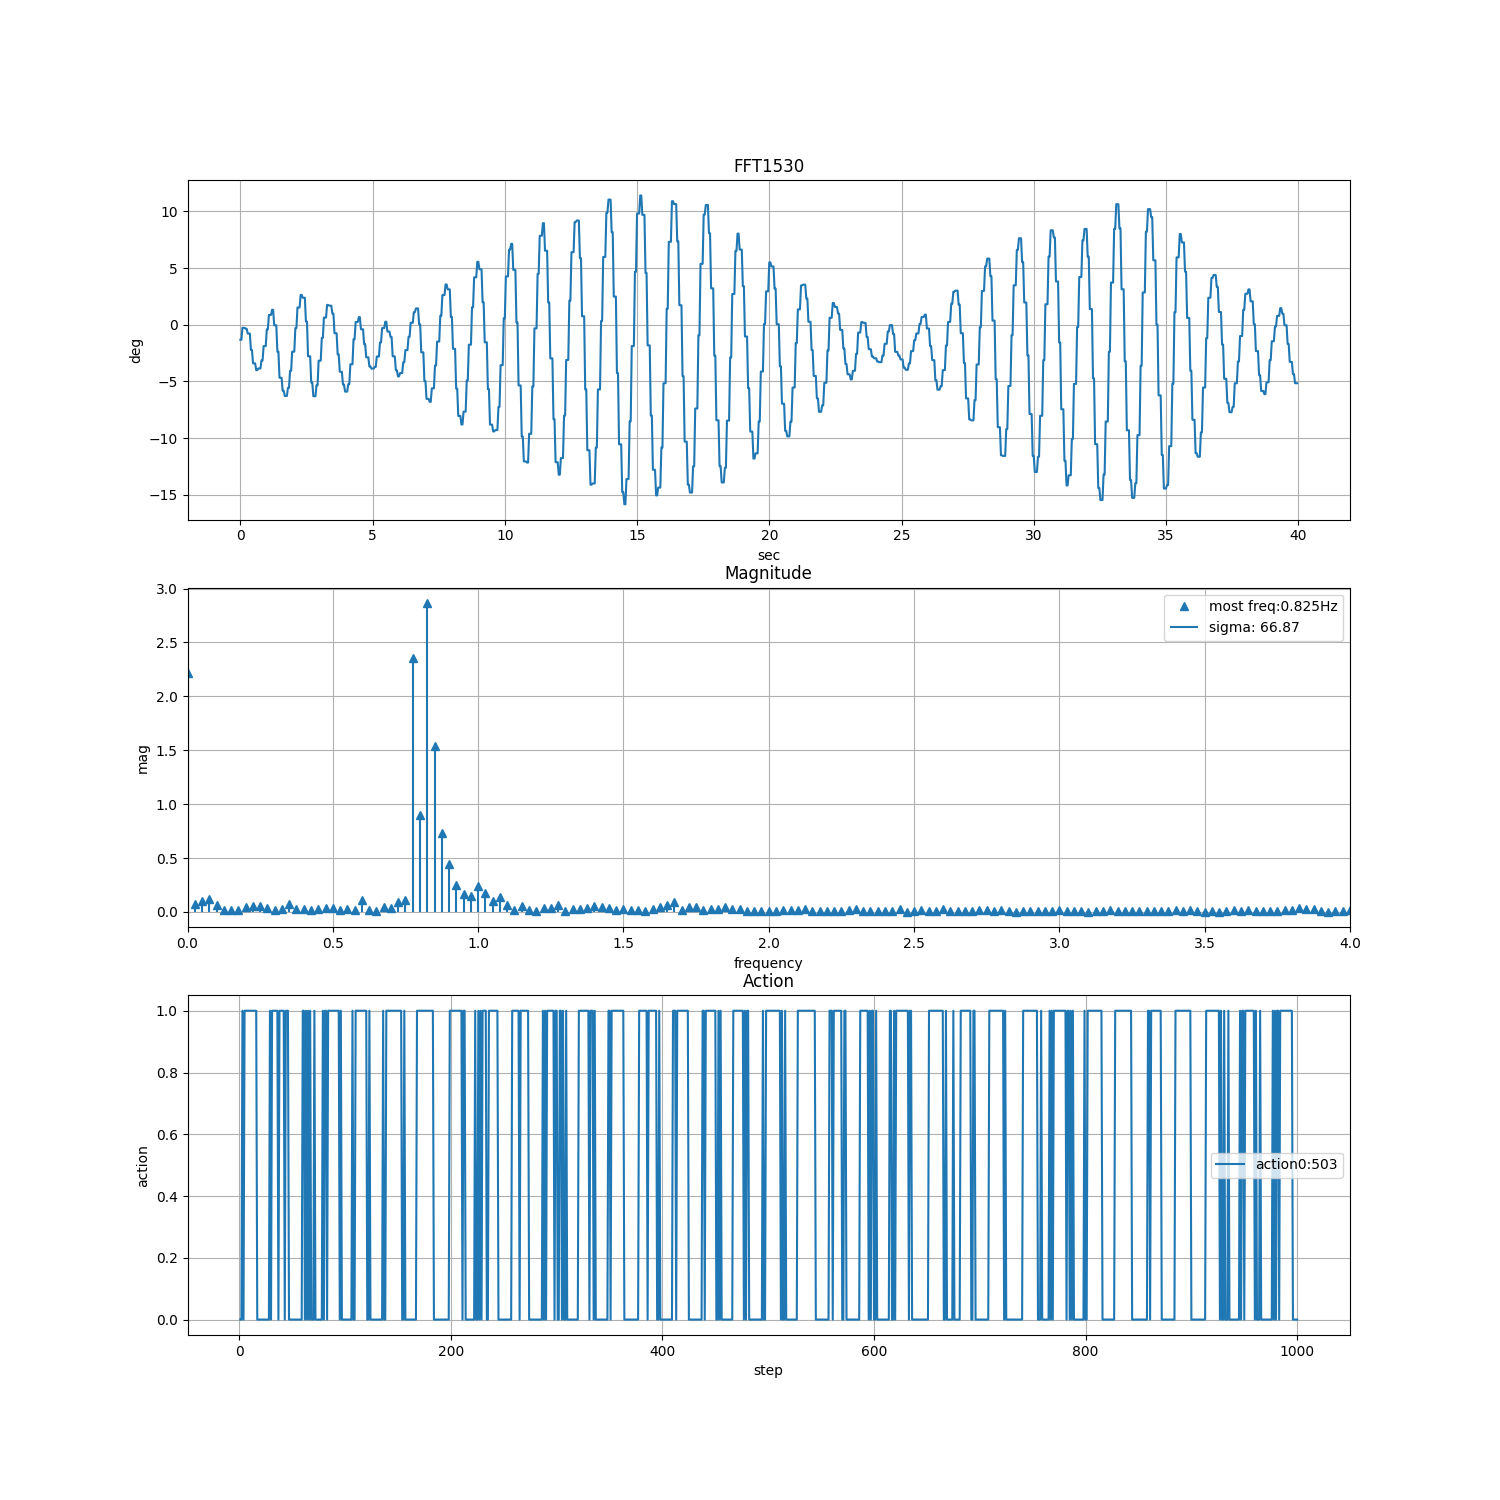 FFT1530
10
5
0
−5
−10
−15
deg
0 5 10 15 20 25 30 35 40
sec
Magnitude
3.0
2.5
2.0
1.5
1.0
0.5
0.0
mag
most freq:0.825Hz
sigma: 66.87
0.0 0.5 1.0 1.5 2.0 2.5 3.0 3.5 4.0
frequency
Action
1.0
0.8
0.6
0.4
0.2
0.0
action
action0:503
0 200 400 600 800 1000
step